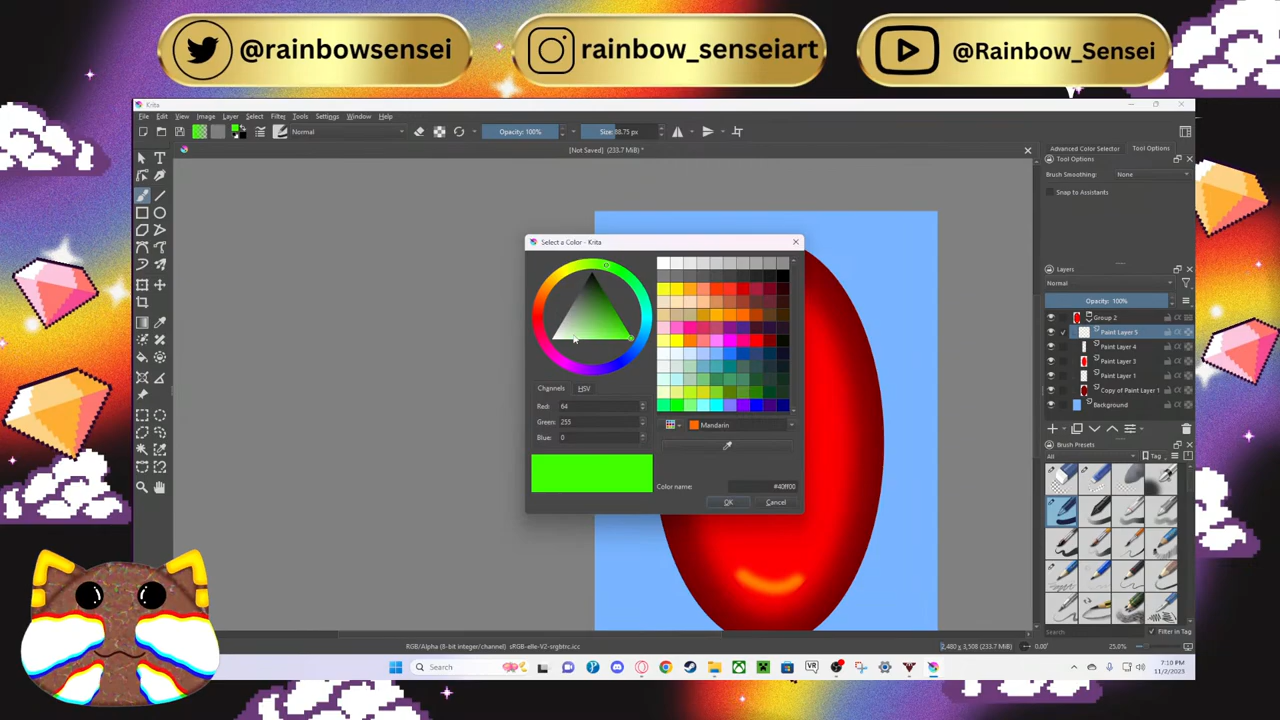 @rainbowsensei
rainbow_senseiart
@Rainbow_Sensei
Krita
File Edit View Image Layer Select Filter Tools Settings Window Help
Normal
Opacity: 100%
Size: 88.75 px
[Not Saved] (233.7 MiB) *
Advanced Color Selector
Tool Options
Tool Options
Brush Smoothing: None
Snap to Assistants
Select a Color - Krita
Channels
HSV
Red: 64
Green: 255
Blue: 0
Mandarin
Color name: #40ff00
OK
Cancel
Layers
Normal
Opacity: 100%
Group 2
Paint Layer 5
Paint Layer 4
Paint Layer 3
Paint Layer 1
Copy of Paint Layer 1
Background
Brush Presets
All
Tag
Search
Filter in Tag
RGB/Alpha (8-bit integer/channel) sRGB-elle-V2-srgbtrc.icc
2,480 x 3,508 (233.7 MiB)
0.00°
25.0%
Search
VR
7:10 PM
11/2/2023